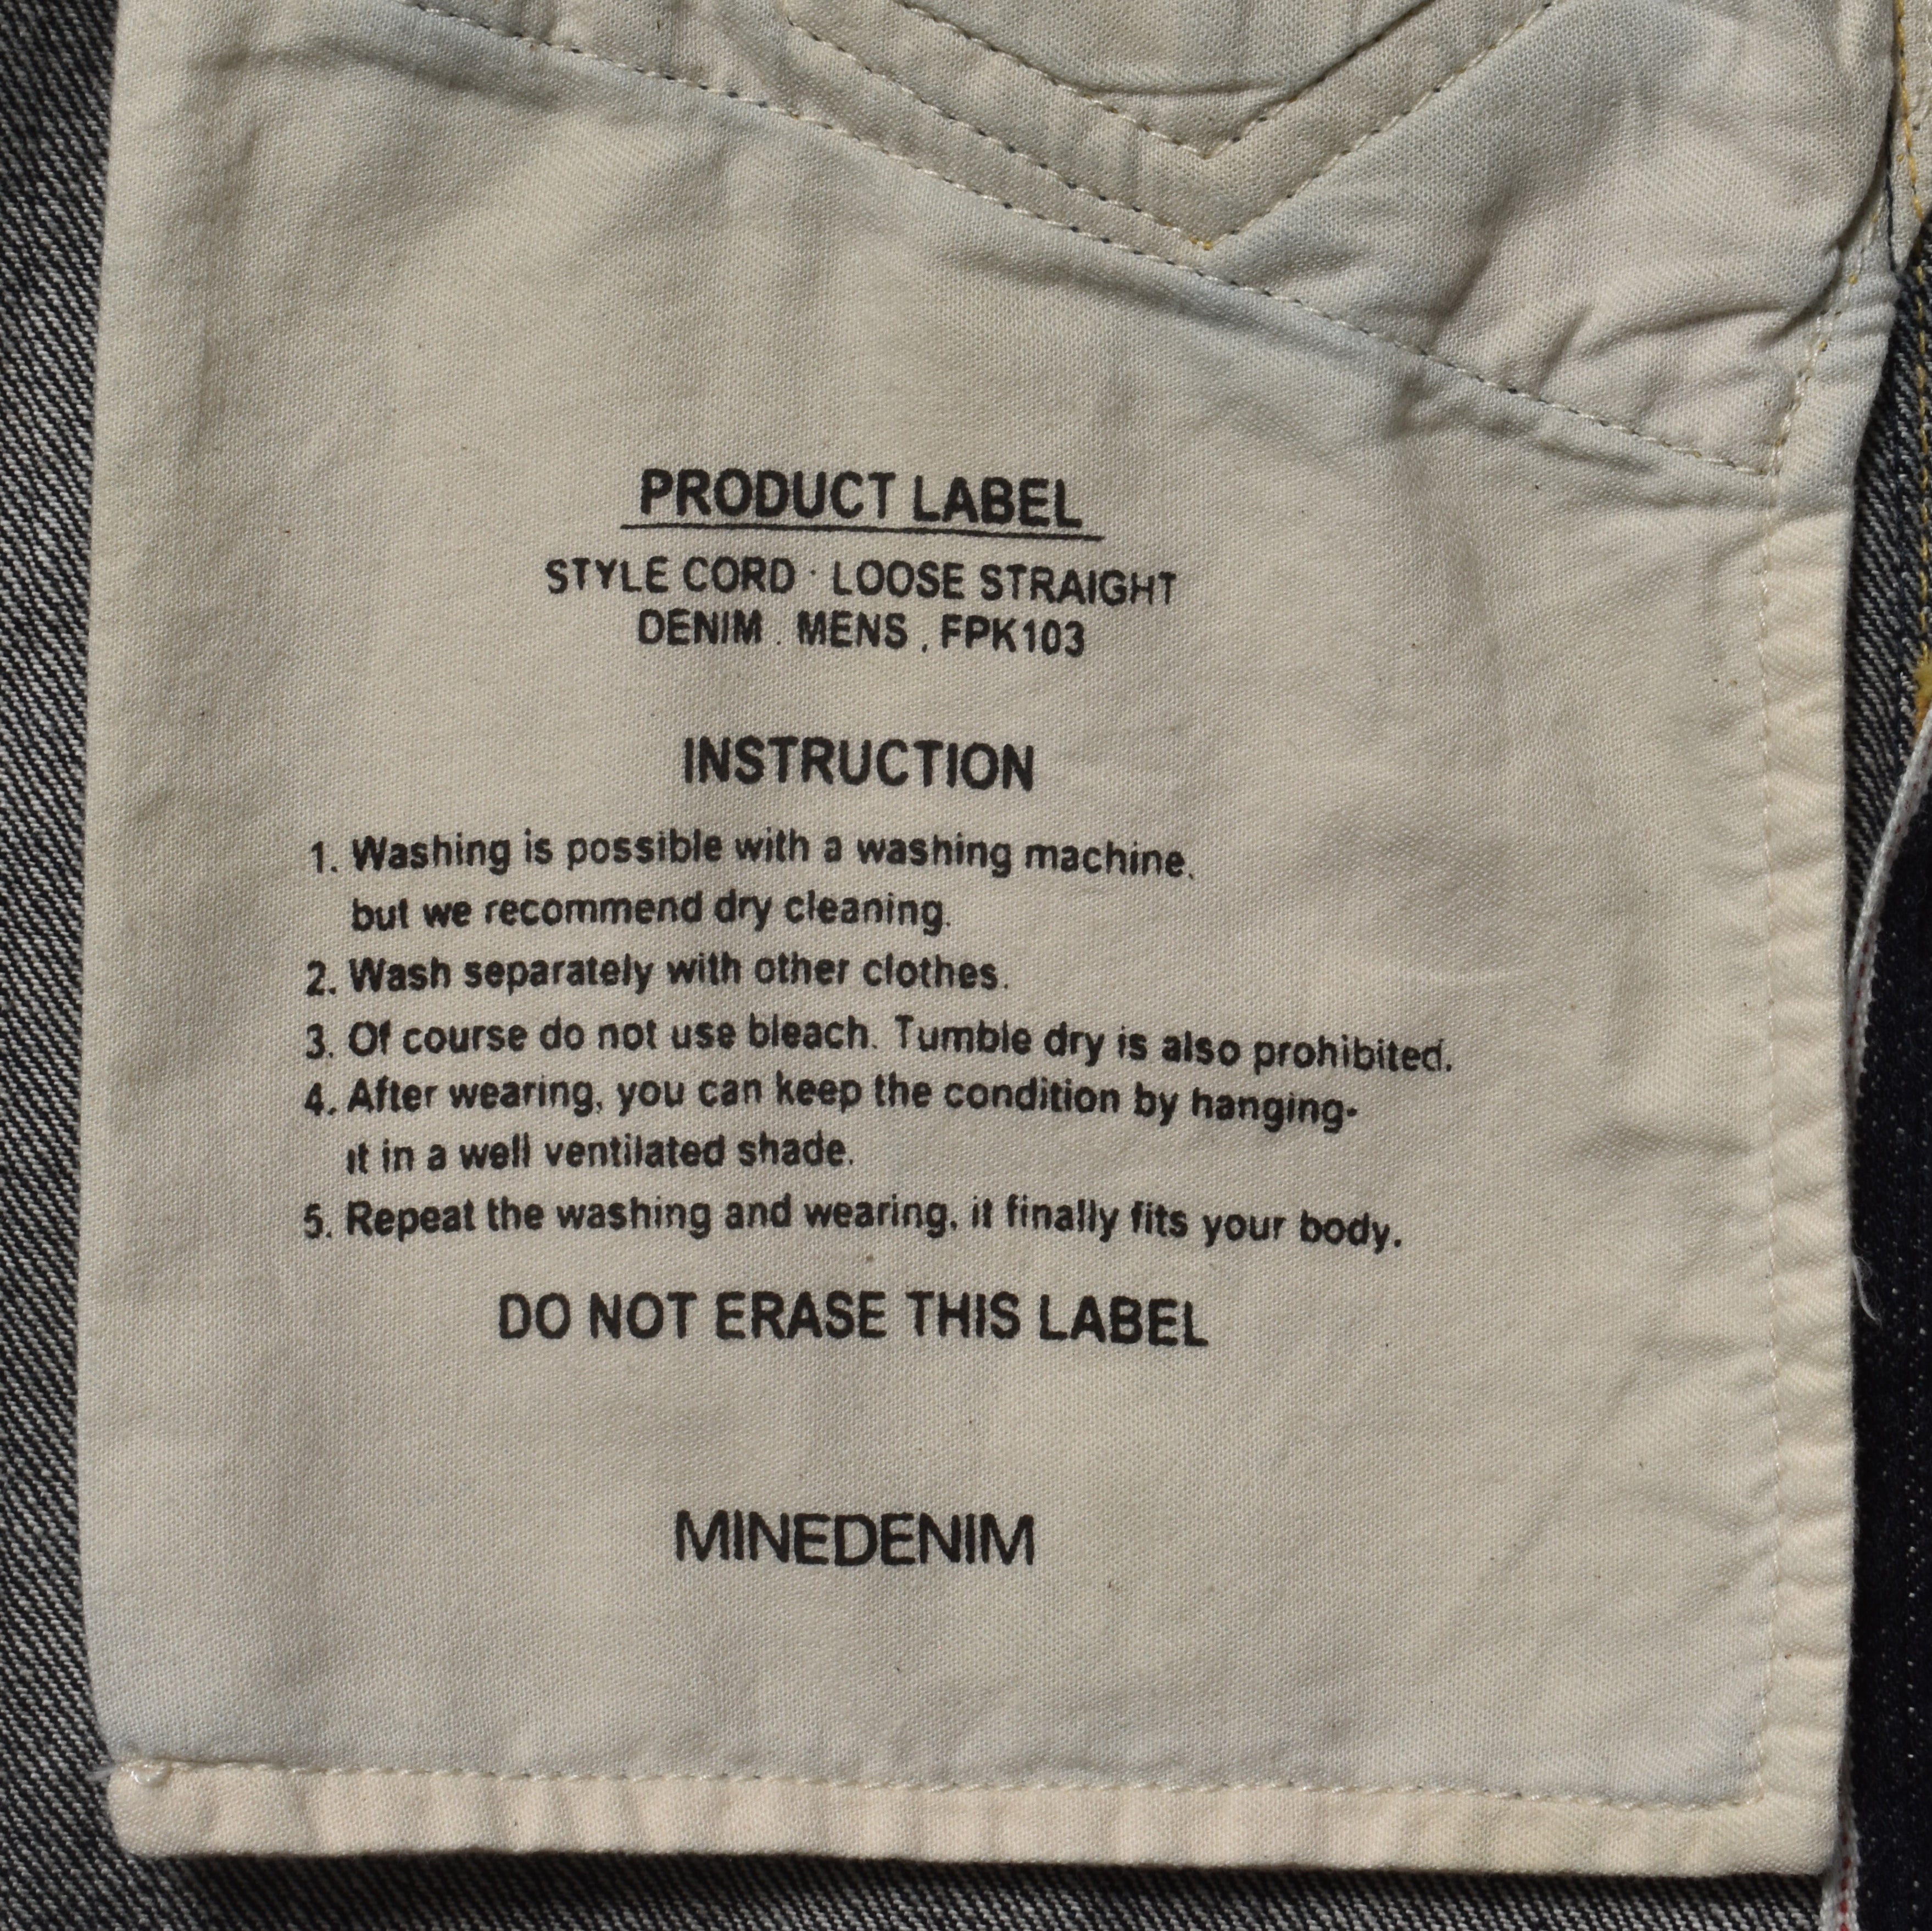 PRODUCT LABEL
STYLE CORD · LOOSE STRAIGHT
DENIM . MENS . FPK103
INSTRUCTION
1. Washing is possible with a washing machine.
but we recommend dry cleaning.
2. Wash separately with other clothes.
3. Of course do not use bleach. Tumble dry is also prohibited.
4. After wearing, you can keep the condition by hanging-
it in a well ventilated shade.
5. Repeat the washing and wearing, it finally fits your body.
DO NOT ERASE THIS LABEL
MINEDENIM